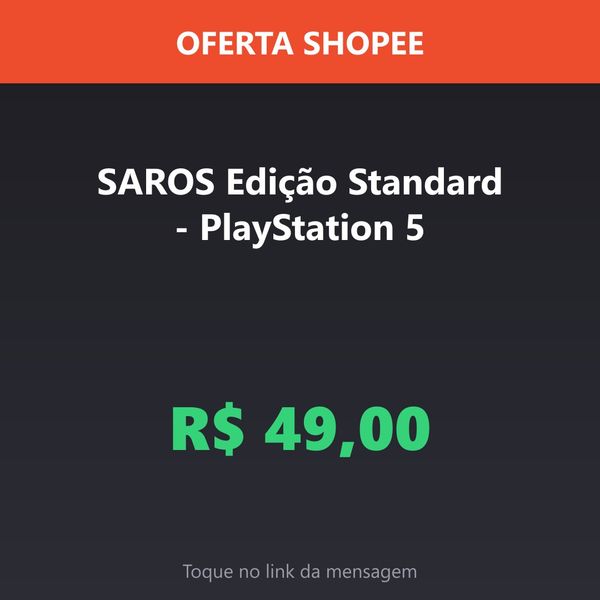 OFERTA SHOPEE
SAROS Edição Standard
- PlayStation 5
R$ 49,00
Toque no link da mensagem